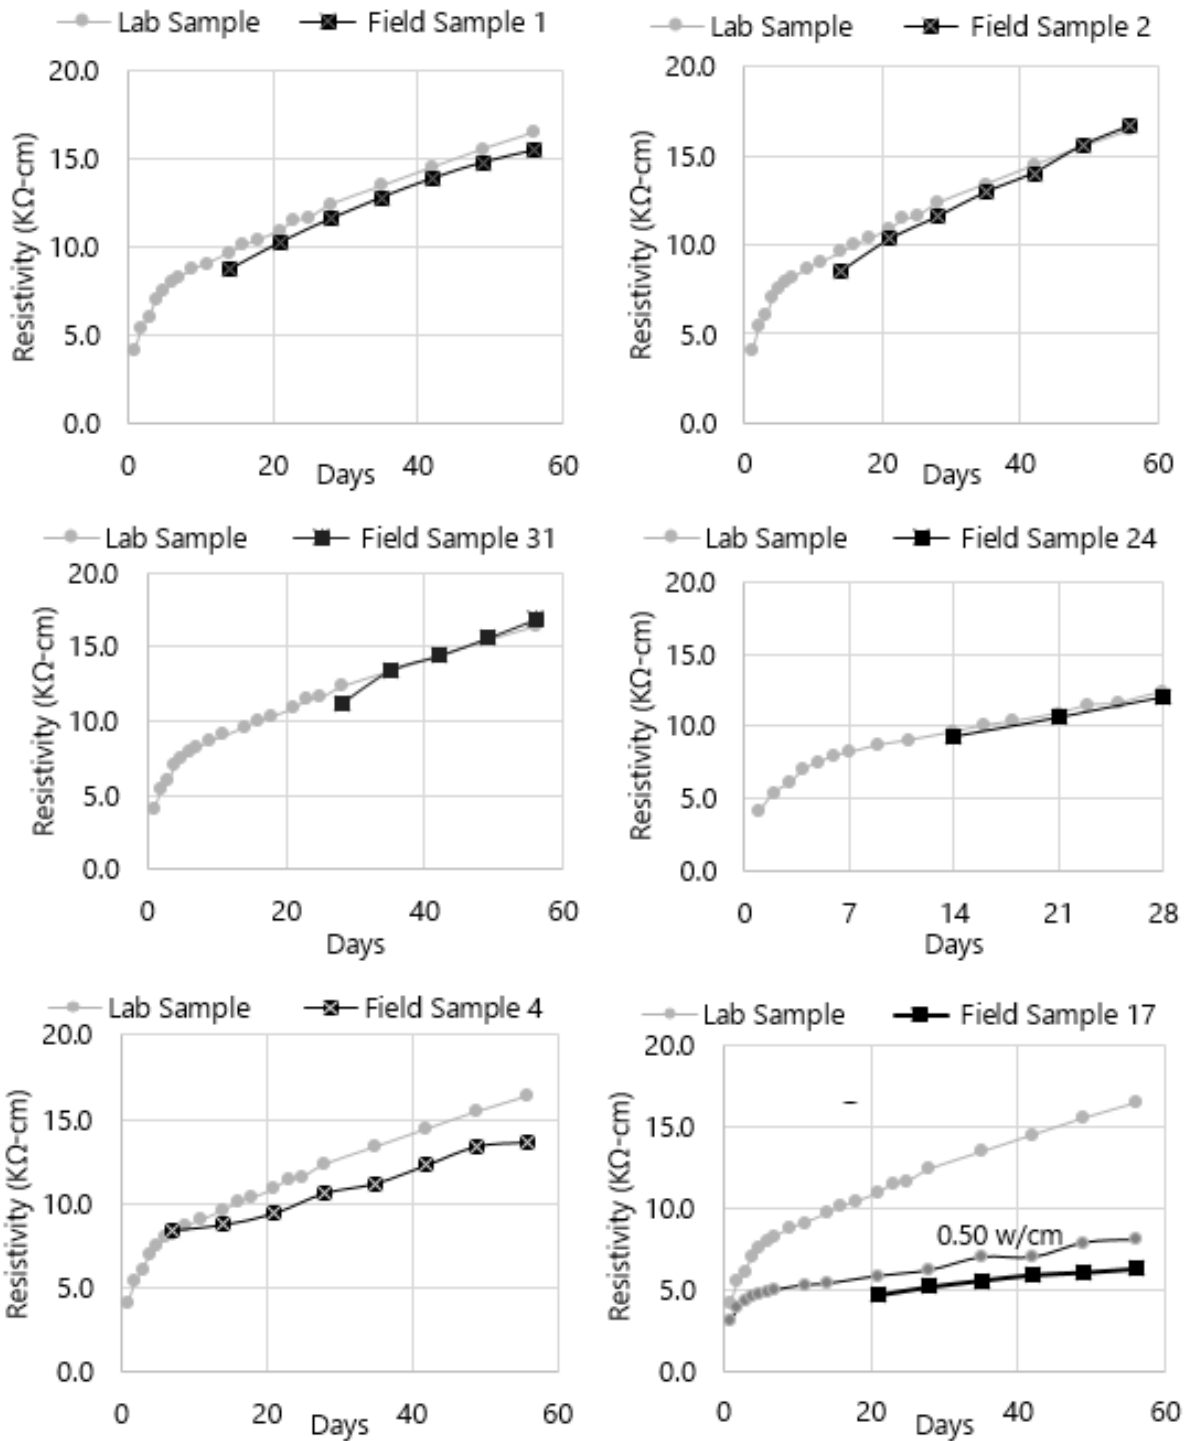 Lab Sample Field Sample 1
20.0
15.0
10.0
5.0
0.0
Resistivity (KΩ-cm)
0 20 40 60
Days
Lab Sample Field Sample 2
20.0
15.0
10.0
5.0
0.0
Resistivity (KΩ-cm)
0 20 40 60
Days
Lab Sample Field Sample 31
20.0
15.0
10.0
5.0
0.0
Resistivity (KΩ-cm)
0 20 40 60
Days
Lab Sample Field Sample 24
20.0
15.0
10.0
5.0
0.0
Resistivity (KΩ-cm)
0 7 14 21 28
Days
Lab Sample Field Sample 4
20.0
15.0
10.0
5.0
0.0
Resistivity (KΩ-cm)
0 20 40 60
Days
Lab Sample Field Sample 17
20.0
15.0
10.0
5.0
0.0
Resistivity (KΩ-cm)
0.50 w/cm
0 20 40 60
Days